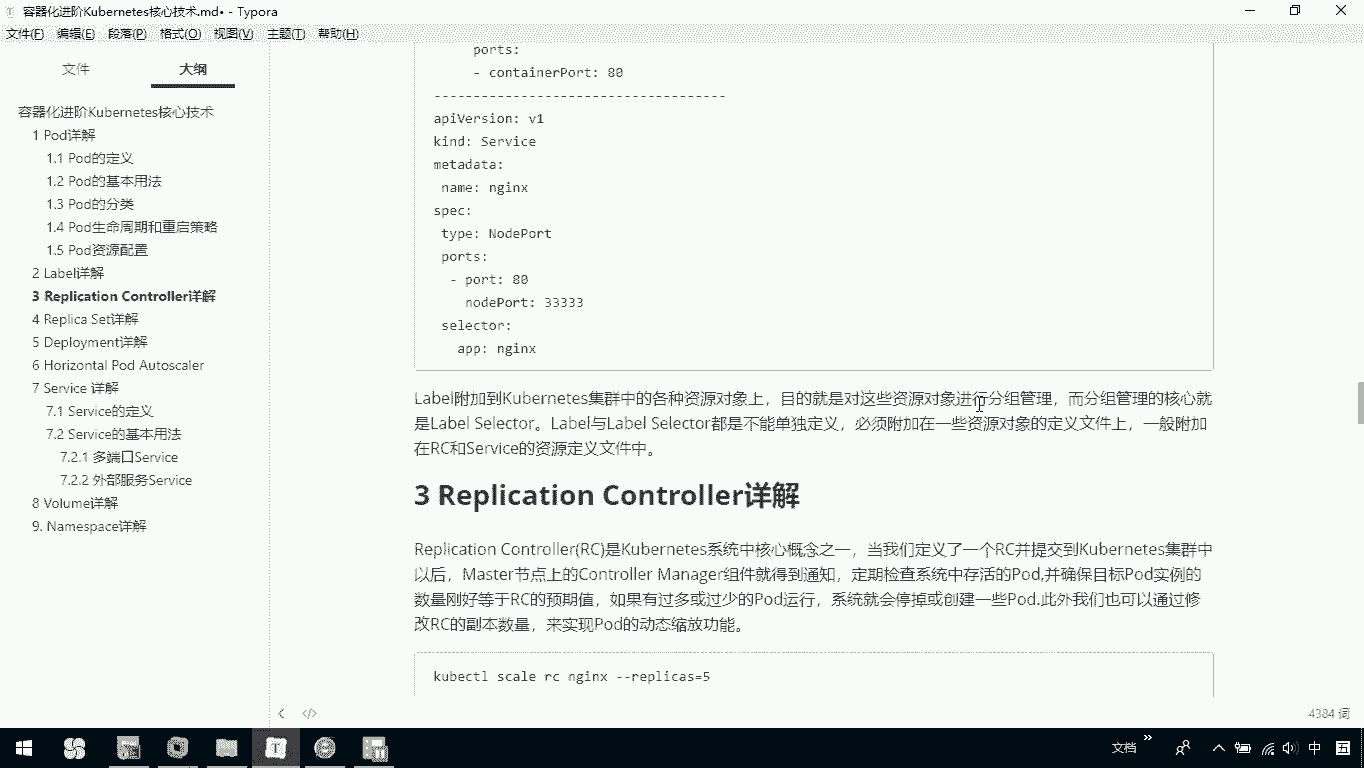 容器化进阶Kubernetes核心技术.md• - Typora
文件(F) 编辑(E) 段落(P) 格式(O) 视图(V) 主题(T) 帮助(H)
文件 大纲
容器化进阶Kubernetes核心技术
1 Pod详解
1.1 Pod的定义
1.2 Pod的基本用法
1.3 Pod的分类
1.4 Pod生命周期和重启策略
1.5 Pod资源配置
2 Label详解
3 Replication Controller详解
4 Replica Set详解
5 Deployment详解
6 Horizontal Pod Autoscaler
7 Service 详解
7.1 Service的定义
7.2 Service的基本用法
7.2.1 多端口Service
7.2.2 外部服务Service
8 Volume详解
9. Namespace详解
ports:
- containerPort: 80
-----------------------------------
apiVersion: v1
kind: Service
metadata:
name: nginx
spec:
type: NodePort
ports:
- port: 80
nodePort: 33333
selector:
app: nginx
Label附加到Kubernetes集群中的各种资源对象上，目的就是对这些资源对象进行分组管理，而分组管理的核心就
是Label Selector。Label与Label Selector都是不能单独定义，必须附加在一些资源对象的定义文件上，一般附加
在RC和Service的资源定义文件中。
3 Replication Controller详解
Replication Controller(RC)是Kubernetes系统中核心概念之一，当我们定义了一个RC并提交到Kubernetes集群中
以后，Master节点上的Controller Manager组件就得到通知，定期检查系统中存活的Pod,并确保目标Pod实例的
数量刚好等于RC的预期值，如果有过多或过少的Pod运行，系统就会停掉或创建一些Pod.此外我们也可以通过修
改RC的副本数量，来实现Pod的动态缩放功能。
kubectl scale rc nginx --replicas=5
4384 词
文档 » 中 五